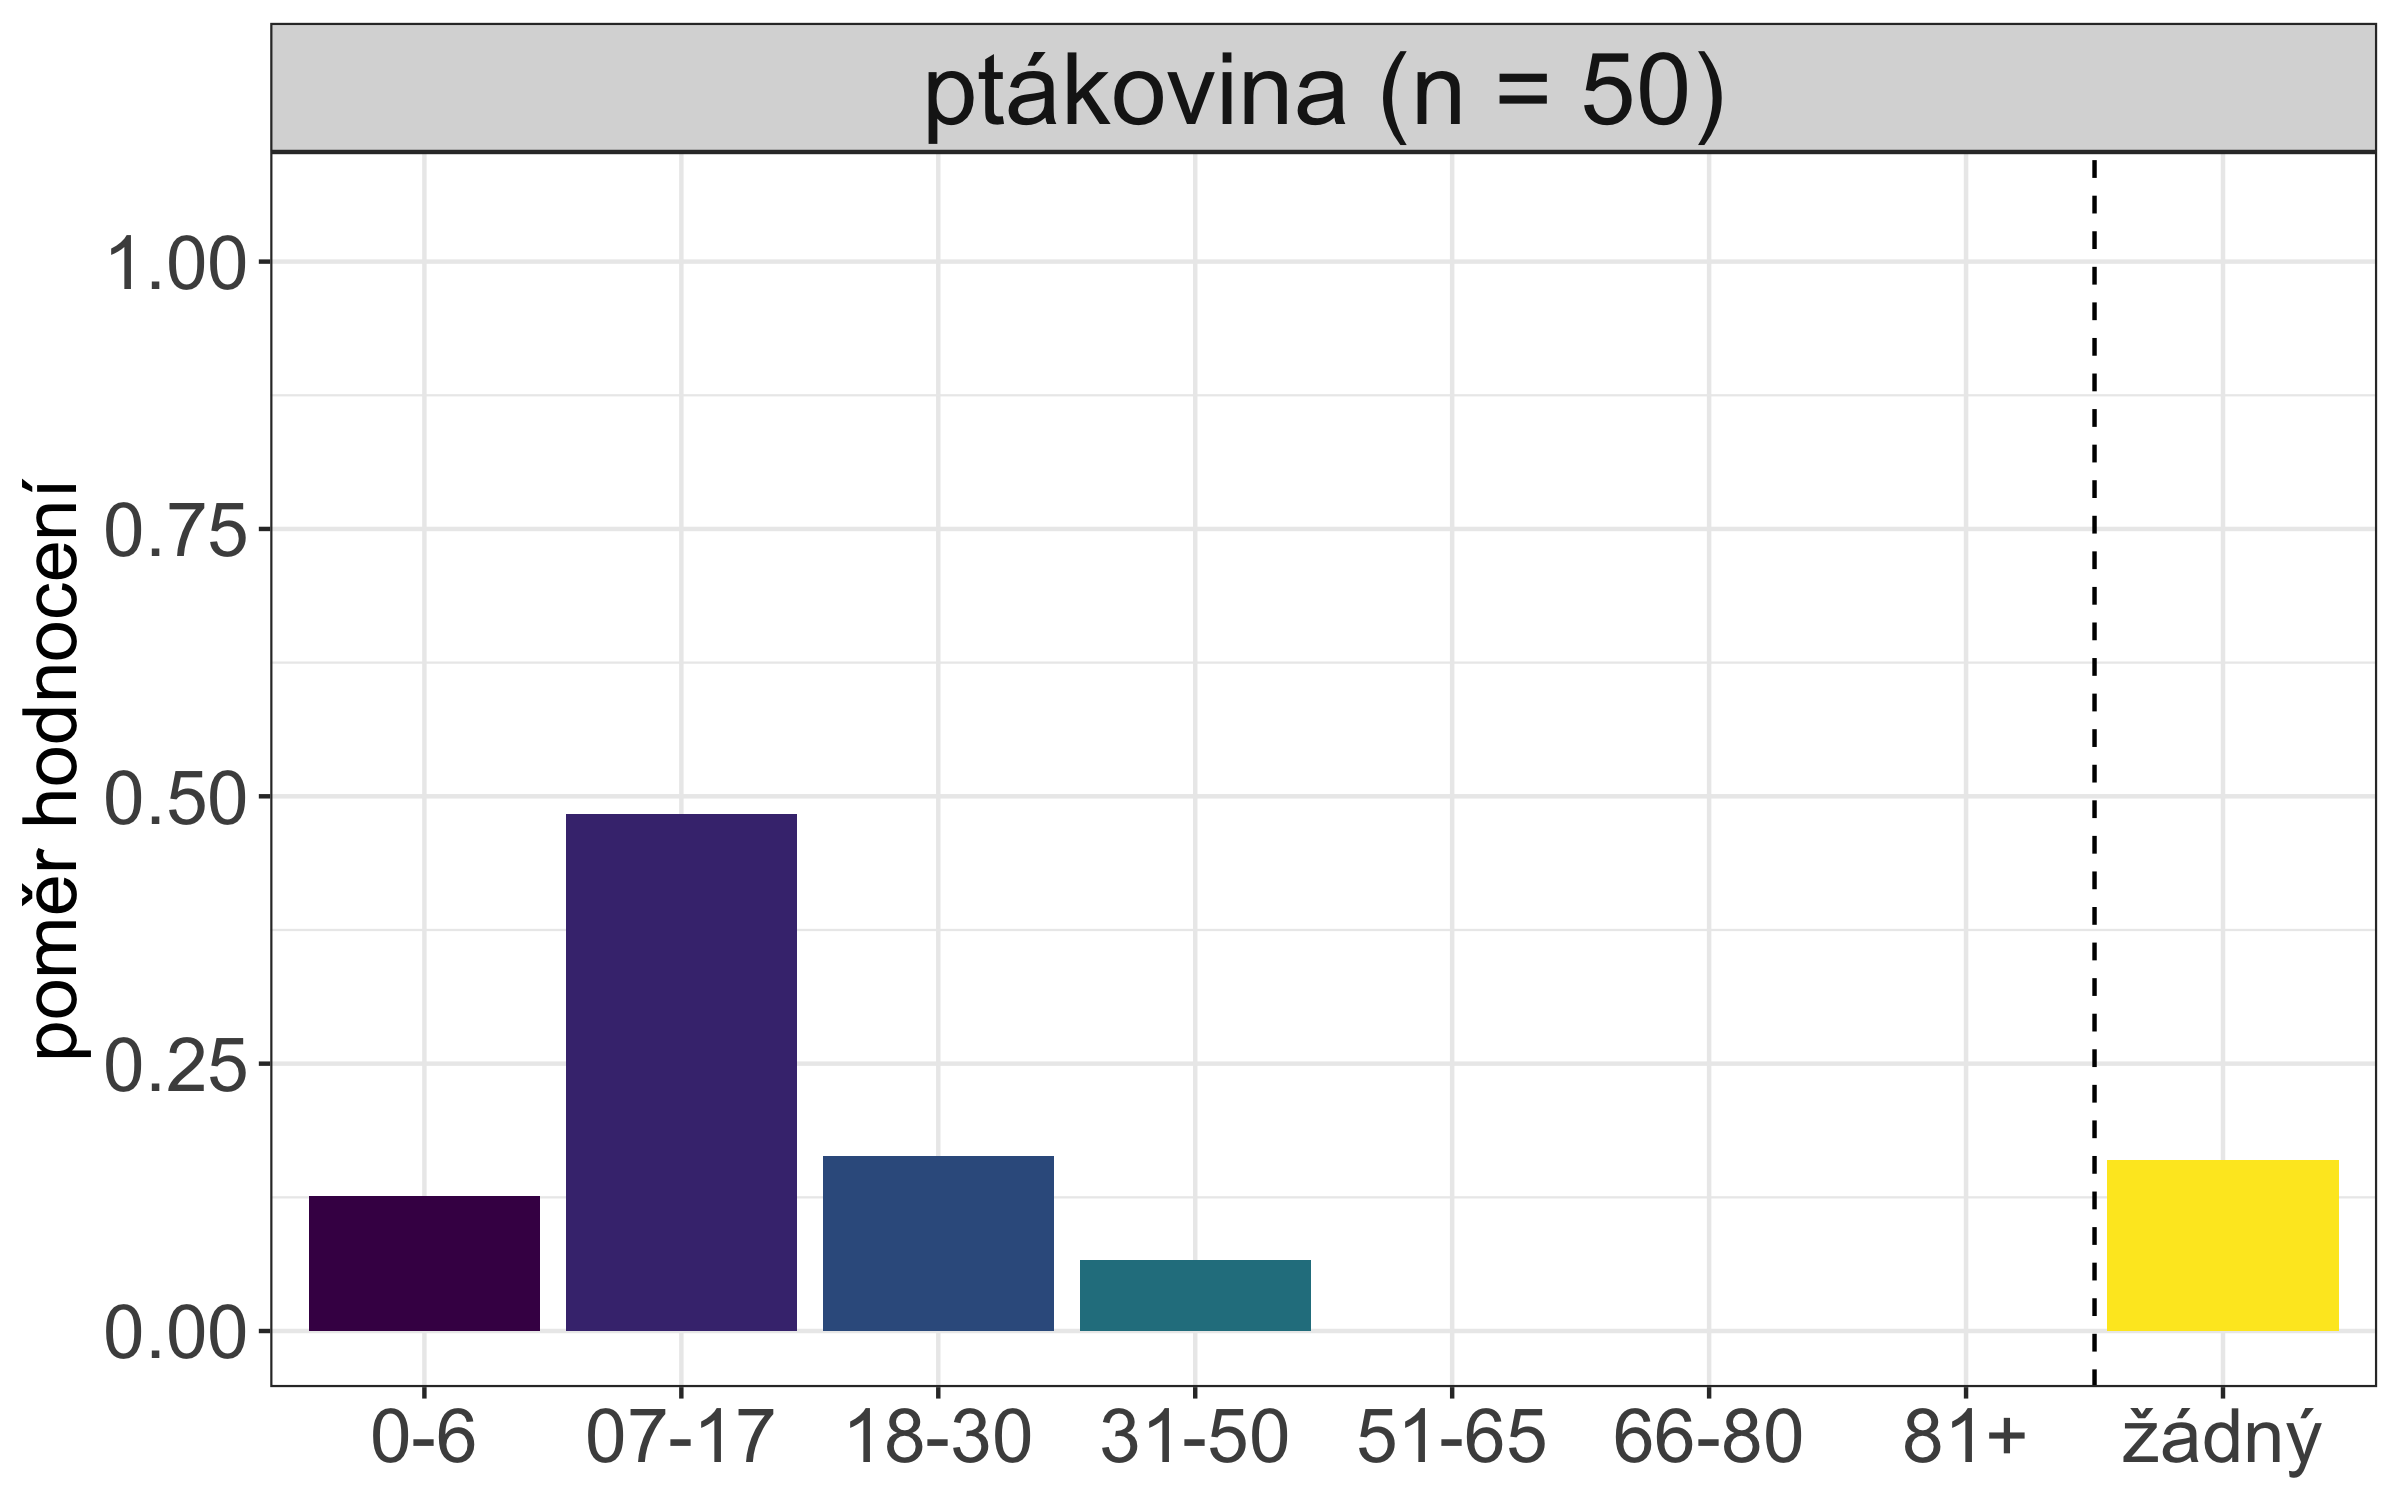 ptákovina (n = 50)
poměr hodnocení
1.00
0.75
0.50
0.25
0.00
0-6 07-17 18-30 31-50 51-65 66-80 81+ žádný